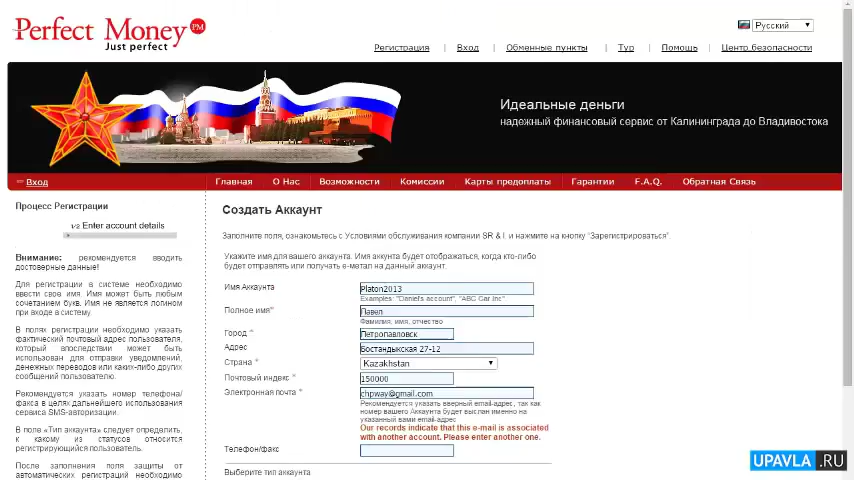 Perfect Money PM
Just perfect
Русский
Регистрация | Вход | Обменные пункты | Тур | Помощь | Центр безопасности
Идеальные деньги
надежный финансовый сервис от Калининграда до Владивостока
Вход
Главная О Нас Возможности Комиссии Карты предоплаты Гарантии F.A.Q. Обратная Связь
Процесс Регистрации
1/2 Enter account details
Внимание: рекомендуется вводить
достоверные данные!
Для регистрации в системе необходимо
ввести свое имя. Имя может быть любым
сочетанием букв. Имя не является логином
при входе в систему.
В полях регистрации необходимо указать
фактический почтовый адрес пользователя,
который впоследствии может быть
использован для отправки уведомлений,
денежных переводов или каких-либо других
сообщений пользователю.
Рекомендуется указать номер телефона/
факса в целях дальнейшего использования
сервиса SMS-авторизации.
В поле «Тип аккаунта» следует определить,
к какому из статусов относится
регистрирующийся пользователь.
После заполнения поля защиты от
автоматических регистраций необходимо
Создать Аккаунт
Заполните поля, ознакомьтесь с Условиями обслуживания компании SR & I. и нажмите на кнопку "Зарегистрироваться".
Укажите имя для вашего аккаунта. Имя аккунта будет отображаться, когда кто-либо
будет отправлять или получать е-метал на данный аккаунт.
Имя Аккаунта Platon2013
Examples: "Daniel's account", "ABC Car Inc"
Полное имя* Павел
Фамилия, имя, отчество
Город * Петропавловск
Адрес Бостандыкская 27-12
Страна * Kazakhstan
Почтовый индекс * 150000
Электронная почта * chpway@gmail.com
Рекомендуется указать вверный email-адрес, так как
номер вашего Аккаунта будет выслан именно на
указанный вами email-адрес
Our records indicate that this e-mail is associated
with another account. Please enter another one.
Телефон/факс
Выберите тип аккаунта
UPAVLA.RU